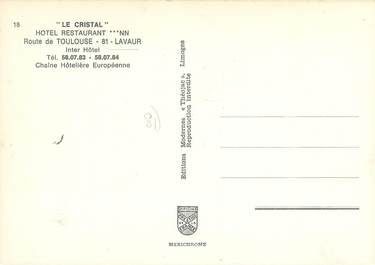 18
"LE CRISTAL"
HOTEL RESTAURANT ***NN
Route de TOULOUSE - 81 - LAVAUR
Inter Hôtel
Tél. 58.07.83 - 58.07.84
Chaîne Hôtelière Européenne
Editions Modernes « Théojac », Limoges
Reproduction interdite
MEXICHROME